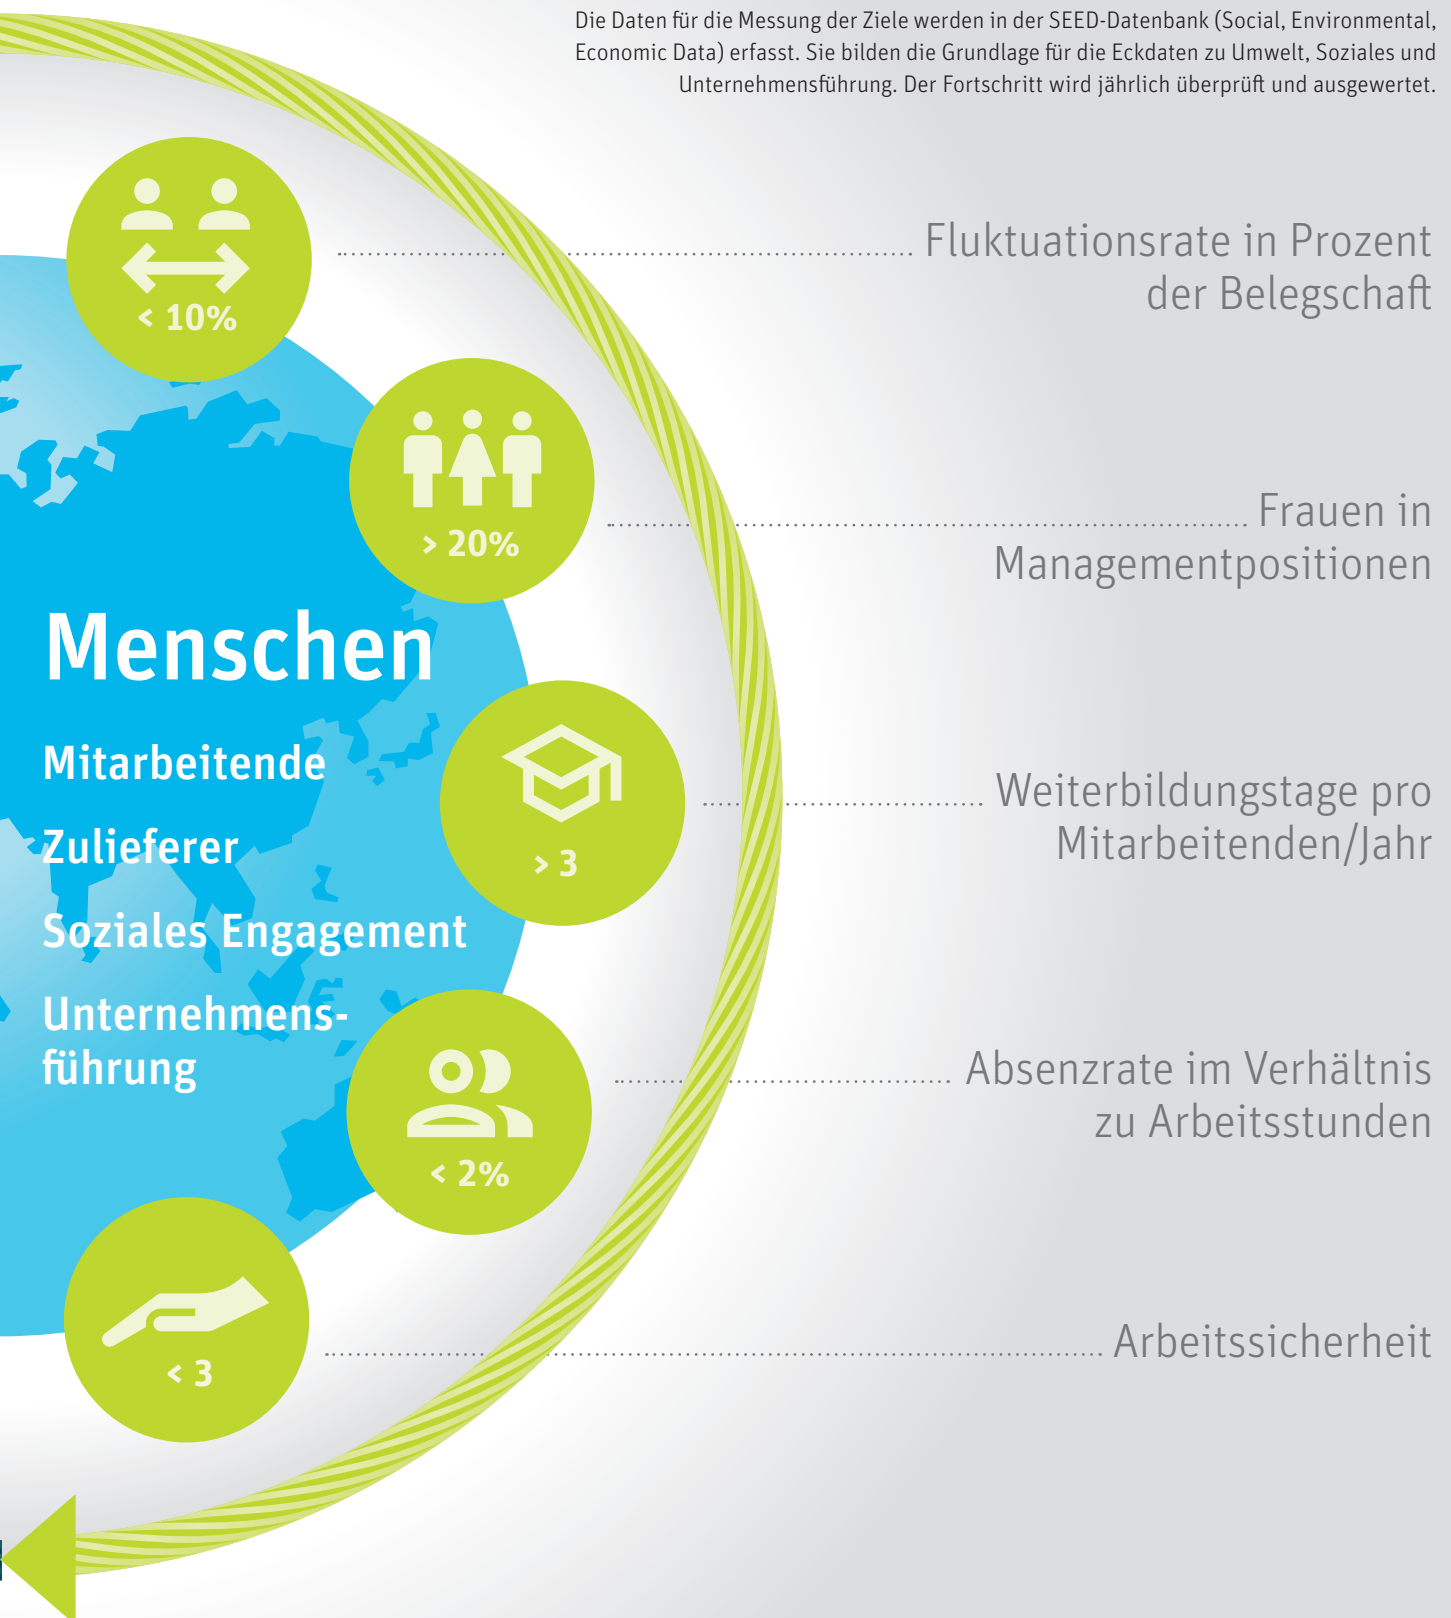 Die Daten für die Messung der Ziele werden in der SEED-Datenbank (Social, Environmental,
Economic Data) erfasst. Sie bilden die Grundlage für die Eckdaten zu Umwelt, Soziales und
Unternehmensführung. Der Fortschritt wird jährlich überprüft und ausgewertet.
< 10%
Fluktuationsrate in Prozent
der Belegschaft
> 20%
Frauen in
Managementpositionen
Menschen
Mitarbeitende
Zulieferer
Soziales Engagement
Unternehmens-
führung
> 3
Weiterbildungstage pro
Mitarbeitenden/Jahr
< 2%
Absenzrate im Verhältnis
zu Arbeitsstunden
< 3
Arbeitssicherheit